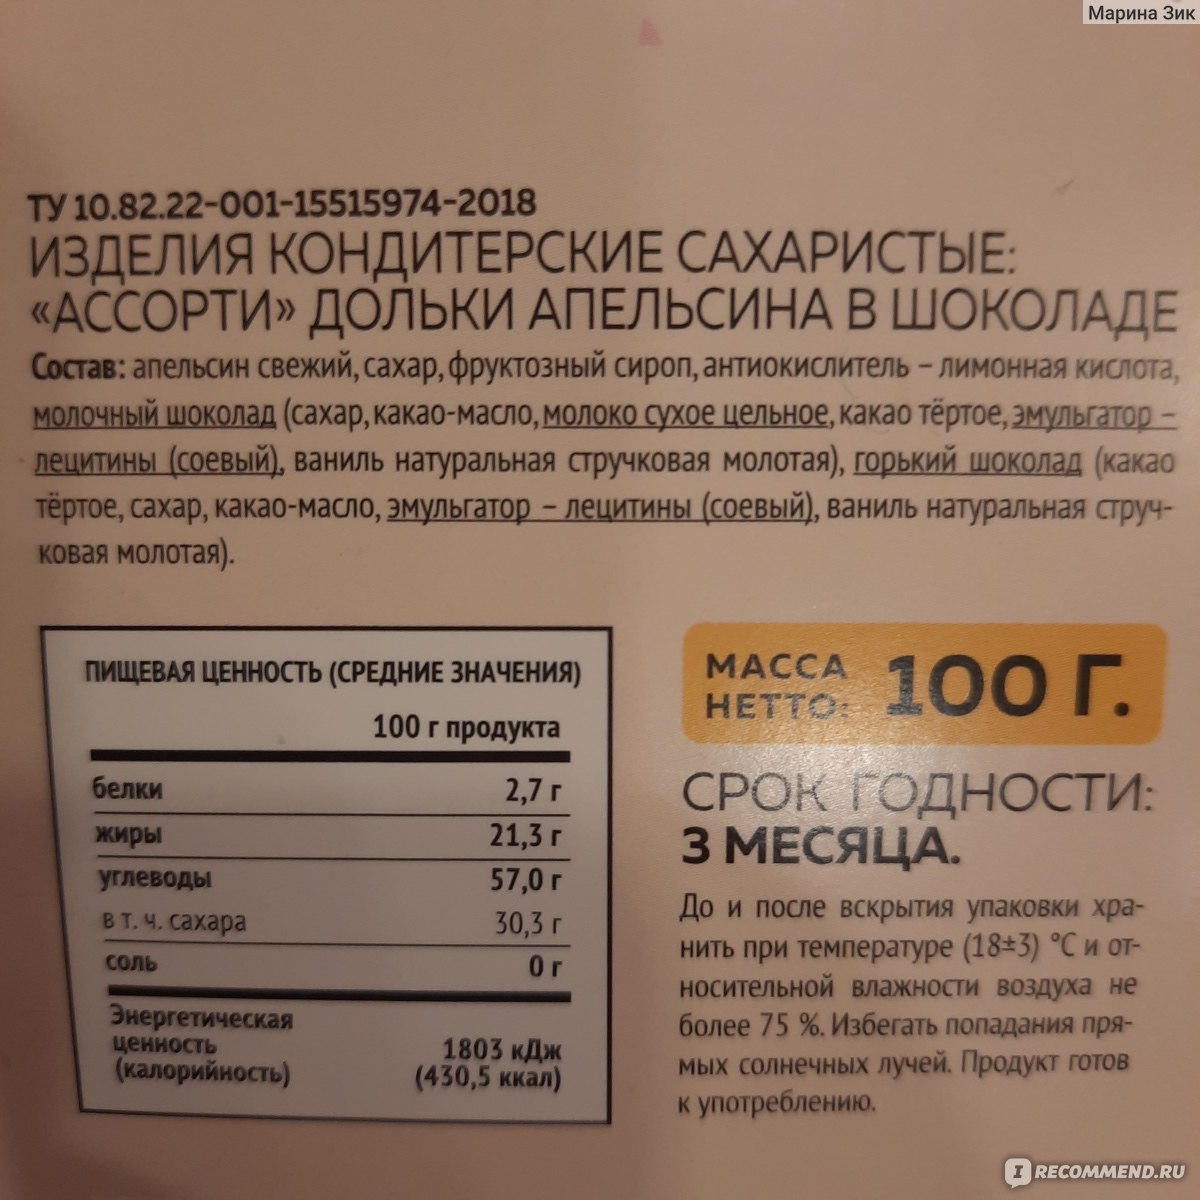 Марина Зик
ТУ 10.82.22-001-15515974-2018
ИЗДЕЛИЯ КОНДИТЕРСКИЕ САХАРИСТЫЕ:
«АССОРТИ» ДОЛЬКИ АПЕЛЬСИНА В ШОКОЛАДЕ
Состав: апельсин свежий, сахар, фруктозный сироп, антиокислитель – лимонная кислота,
молочный шоколад (сахар, какао-масло, молоко сухое цельное, какао тёртое, эмульгатор –
лецитины (соевый), ваниль натуральная стручковая молотая), горький шоколад (какао
тёртое, сахар, какао-масло, эмульгатор – лецитины (соевый), ваниль натуральная струч-
ковая молотая).
ПИЩЕВАЯ ЦЕННОСТЬ (СРЕДНИЕ ЗНАЧЕНИЯ)
100 г продукта
белки 2,7 г
жиры 21,3 г
углеводы 57,0 г
в т. ч. сахара 30,3 г
соль 0 г
Энергетическая
ценность 1803 кДж
(калорийность) (430,5 ккал)
МАССА
НЕТТО: 100 Г.
СРОК ГОДНОСТИ:
3 МЕСЯЦА.
До и после вскрытия упаковки хра-
нить при температуре (18±3) °С и от-
носительной влажности воздуха не
более 75 %. Избегать попадания пря-
мых солнечных лучей. Продукт готов
к употреблению.
I RECOMMEND.RU